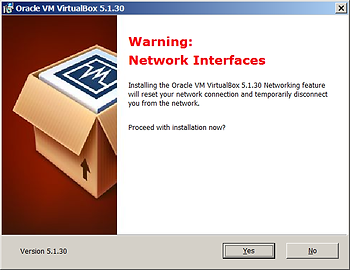 Oracle VM VirtualBox 5.1.30
Warning:
Network Interfaces
Installing the Oracle VM VirtualBox 5.1.30 Networking feature
will reset your network connection and temporarily disconnect
you from the network.
Proceed with installation now?
Version 5.1.30
Yes
No